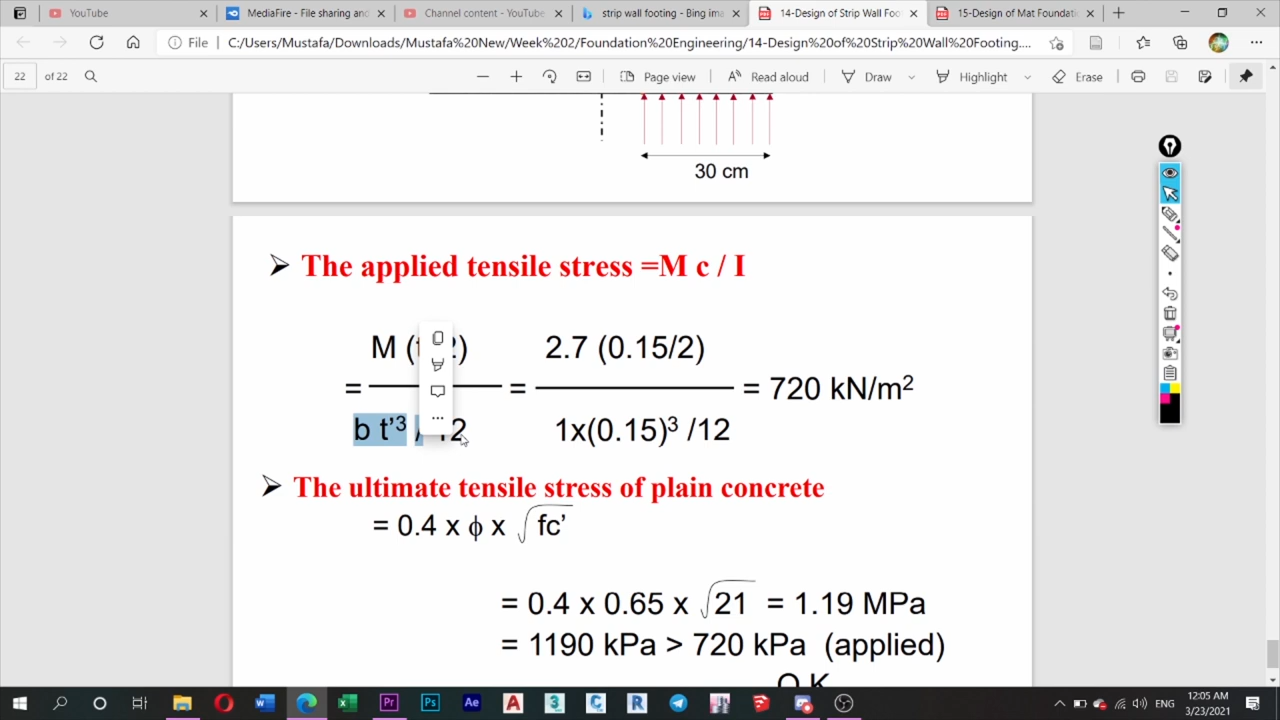 YouTube
MediaFire - File sharing and
Channel content - YouTube
strip wall footing - Bing ima
14-Design of Strip Wall Fo
15-Design of Mat Foundati
File
C:/Users/Mustafa/Downloads/Mustafa%20New/Week%202/Foundation%20Engineering/14-Design%20of%20Strip%20Wall%20Footing....
22 of 22
Page view
Read aloud
Draw
Highlight
Erase
30 cm
➢ The applied tensile stress =M c / I
M ( 2) 2.7 (0.15/2)
= = = 720 kN/m²
b t’³ / 12 1x(0.15)³ /12
➢ The ultimate tensile stress of plain concrete
= 0.4 x ϕ x √fc’
= 0.4 x 0.65 x √21 = 1.19 MPa
= 1190 kPa > 720 kPa (applied)
O.K
ENG
12:05 AM
3/23/2021